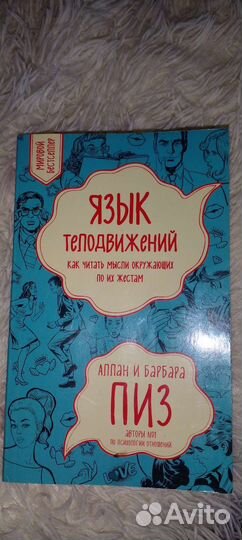 МИРОВОЙ
БЕСТСЕЛЛЕР
ЯЗЫК
ТЕЛОДВИЖЕНИЙ
КАК ЧИТАТЬ МЫСЛИ ОКРУЖАЮЩИХ
ПО ИХ ЖЕСТАМ
АЛЛАН И БАРБАРА
ПИЗ
АВТОРЫ №1
ПО ПСИХОЛОГИИ ОТНОШЕНИЙ
LOVE
Avito